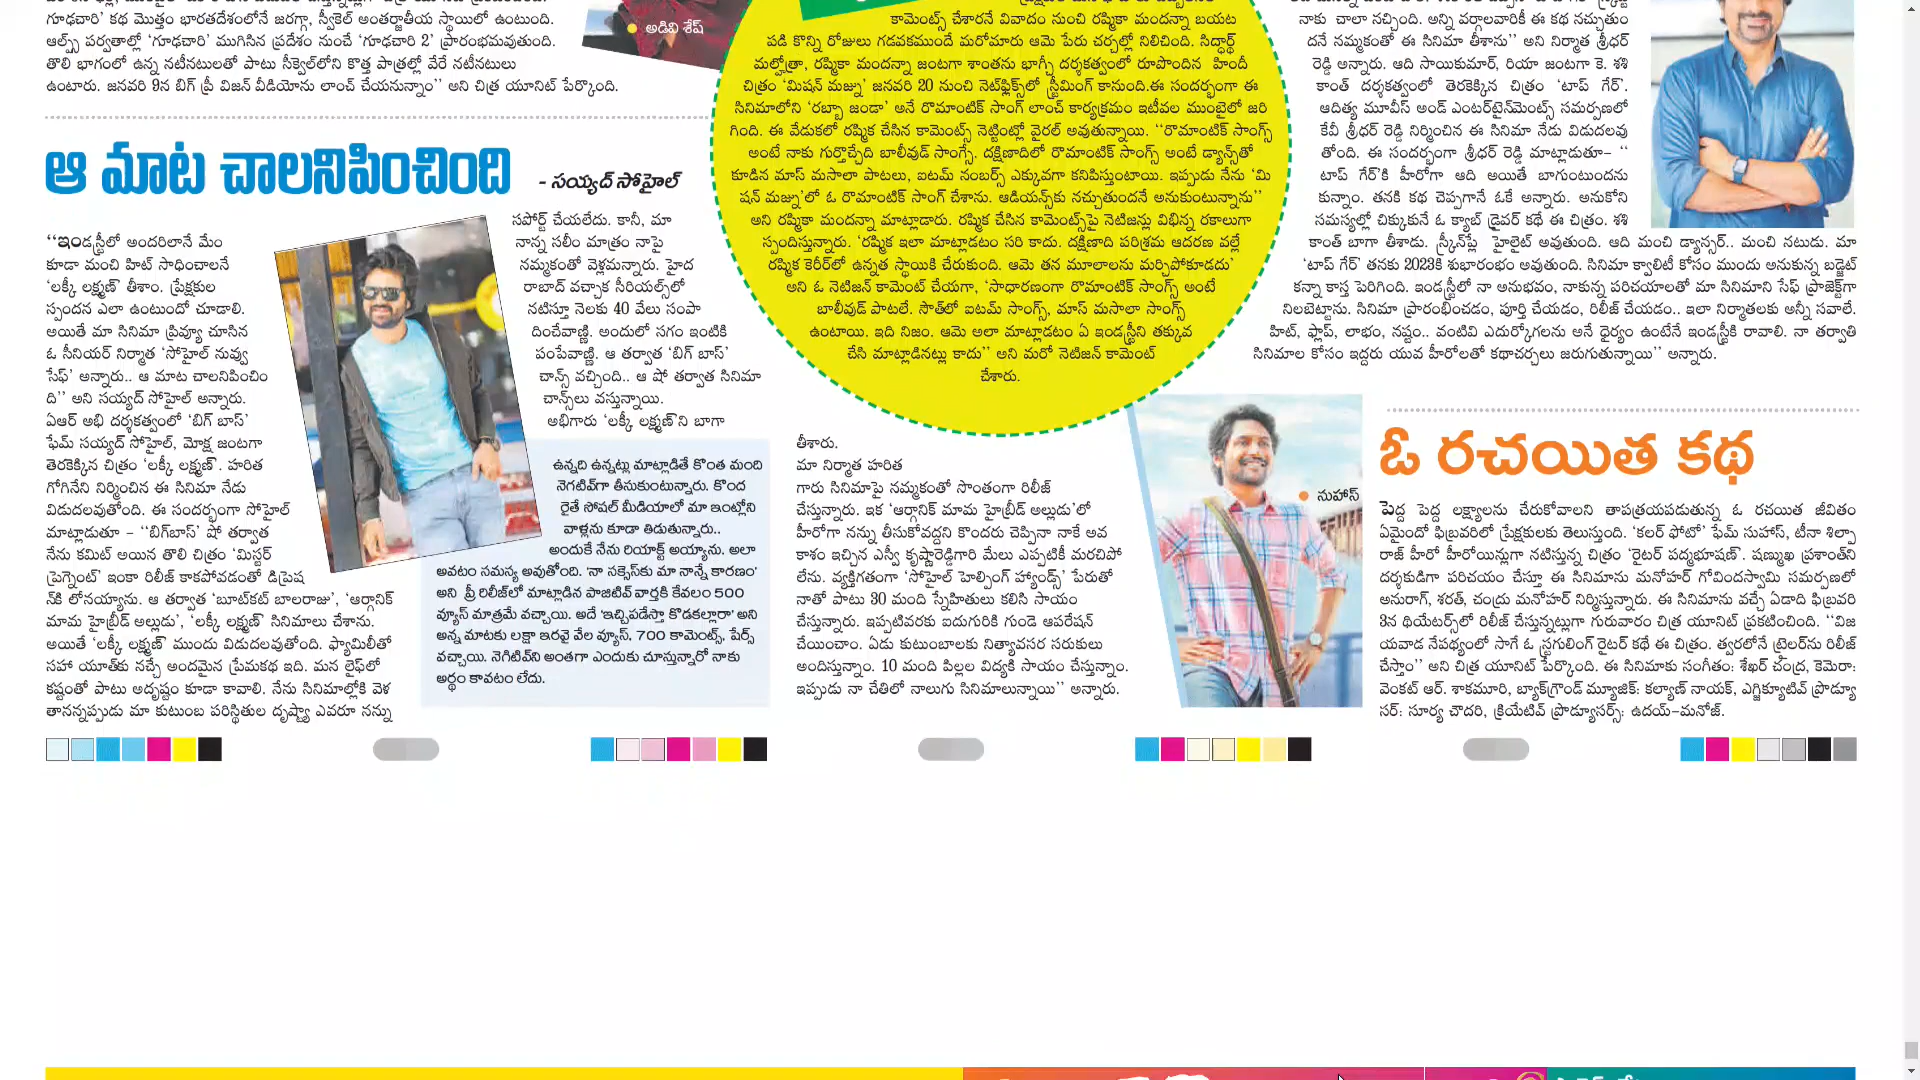 గూఢచారి' కథ మొత్తం భారతదేశంలోనే జరగ్గా, స్వీకెల్ అంతర్జాతీయ స్థాయిలో ఉంటుంది.
ఆల్ప్స్ పర్వతాల్లో 'గూఢచారి' ముగిసిన ప్రదేశం నుంచే 'గూఢచారి 2' ప్రారంభమవుతుంది.
తొలి భాగంలో ఉన్న నటీనటులతో పాటు సీక్వెల్‌లోని కొత్త పాత్రల్లో వేరే నటీనటులు
ఉంటారు. జనవరి 9న బిగ్ ప్రీ విజన్ వీడియోను లాంచ్ చేయనున్నాం'' అని చిత్ర యూనిట్ పేర్కొంది.
అడివి శేష్
ఆ మాట చాలనిపించింది
- సయ్యద్ సోహైల్
''ఇండస్ట్రీలో అందరిలానే మేం
కూడా మంచి హిట్ సాధించాలనే
'లక్కీ లక్ష్మణ్' తీశాం. ప్రేక్షకుల
స్పందన ఎలా ఉంటుందో చూడాలి.
అయితే మా సినిమా ప్రివ్యూ చూసిన
ఓ సీనియర్ నిర్మాత 'సోహైల్ నువ్వు
సేఫ్' అన్నారు.. ఆ మాట చాలనిపించిం
ది'' అని సయ్యద్ సోహైల్ అన్నారు.
ఏఆర్ అభి దర్శకత్వంలో 'బిగ్ బాస్'
ఫేమ్ సయ్యద్ సోహైల్, మోక్ష జంటగా
తెరకెక్కిన చిత్రం 'లక్కీ లక్ష్మణ్'. హరిత
గోగినేని నిర్మించిన ఈ సినిమా నేడు
విడుదలవుతోంది. ఈ సందర్భంగా సోహైల్
మాట్లాడుతూ - ''బిగ్‌బాస్' షో తర్వాత
నేను కమిట్ అయిన తొలి చిత్రం 'మిస్టర్
ప్రెగ్నెంట్' ఇంకా రిలీజ్ కాకపోవడంతో డిప్రెష
న్‌కి లోనయ్యాను. ఆ తర్వాత 'బూట్‌కట్ బాలరాజు', 'ఆర్గానిక్
మామ హైబ్రీడ్ అల్లుడు', 'లక్కీ లక్ష్మణ్' సినిమాలు చేశాను.
అయితే 'లక్కీ లక్ష్మణ్' ముందు విడుదలవుతోంది. ఫ్యామిలీతో
సహా యూత్‌కు నచ్చే అందమైన ప్రేమకథ ఇది. మన లైఫ్‌లో
కష్టంతో పాటు అదృష్టం కూడా కావాలి. నేను సినిమాల్లోకి వెళ
తానన్నప్పుడు మా కుటుంబ పరిస్థితుల దృష్ట్యా ఎవరూ నన్ను
సపోర్ట్ చేయలేదు. కానీ, మా
నాన్న సలీం మాత్రం నాపై
నమ్మకంతో వెళ్లమన్నారు. హైద
రాబాద్ వచ్చాక సీరియల్స్‌లో
నటిస్తూ నెలకు 40 వేలు సంపా
దించేవాణ్ణి. అందులో సగం ఇంటికి
పంపేవాణ్ణి. ఆ తర్వాత 'బిగ్ బాస్'
చాన్స్ వచ్చింది.. ఆ షో తర్వాత సినిమా
చాన్స్‌లు వస్తున్నాయి.
అభిగారు 'లక్కీ లక్ష్మణ్'ని బాగా
ఉన్నది ఉన్నట్లు మాట్లాడితే కొంత మంది
నెగటివ్‌గా తీసుకుంటున్నారు. కొంద
రైతే సోషల్ మీడియాలో మా ఇంట్లోని
వాళ్లను కూడా తిడుతున్నారు..
అందుకే నేను రియాక్ట్ అయ్యాను. అలా
అవటం సమస్య అవుతోంది. 'నా సక్సెస్‌కు మా నాన్నే కారణం'
అని ప్రీ రిలీజ్‌లో మాట్లాడిన పాజిటివ్ వార్తకి కేవలం 500
వ్యూస్ మాత్రమే వచ్చాయి. అదే 'ఇచ్చిపడేస్తా కొడకల్లారా' అని
అన్న మాటకు లక్షా ఇరవై వేల వ్యూస్, 700 కామెంట్స్, షేర్స్
వచ్చాయి. నెగిటివ్‌ని అంతగా ఎందుకు చూస్తున్నారో నాకు
అర్థం కావటం లేదు.
తీశారు.
మా నిర్మాత హరిత
గారు సినిమాపై నమ్మకంతో సొంతంగా రిలీజ్
చేస్తున్నారు. ఇక 'ఆర్గానిక్ మామ హైబ్రీడ్ అల్లుడు'లో
హీరోగా నన్ను తీసుకోవద్దని కొందరు చెప్పినా నాకే అవ
కాశం ఇచ్చిన ఎస్వీ కృష్ణారెడ్డిగారి మేలు ఎప్పటికీ మరచిపో
లేను. వ్యక్తిగతంగా 'సోహైల్ హెల్పింగ్ హ్యాండ్స్' పేరుతో
నాతో పాటు 30 మంది స్నేహితులు కలిసి సాయం
చేస్తున్నారు. ఇప్పటివరకు ఐదుగురికి గుండె ఆపరేషన్
చేయించాం. ఏడు కుటుంబాలకు నిత్యావసర సరుకులు
అందిస్తున్నాం. 10 మంది పిల్లల విద్యకి సాయం చేస్తున్నాం.
ఇప్పుడు నా చేతిలో నాలుగు సినిమాలున్నాయి'' అన్నారు.
కామెంట్స్ చేశారనే వివాదం నుంచి రష్మికా మందన్నా బయట
పడి కొన్ని రోజులు గడవకముందే మరోమారు ఆమె పేరు చర్చల్లో నిలిచింది. సిద్ధార్థ్
మల్హోత్రా, రష్మికా మందన్నా జంటగా శాంతను భాగ్చీ దర్శకత్వంలో రూపొందిన హిందీ
చిత్రం 'మిషన్ మజ్ను' జనవరి 20 నుంచి నెట్‌ఫ్లిక్స్‌లో స్ట్రీమింగ్ కానుంది.ఈ సందర్భంగా ఈ
సినిమాలోని 'రబ్బా జండా' అనే రొమాంటిక్ సాంగ్ లాంచ్ కార్యక్రమం ఇటీవల ముంబైలో జరి
గింది. ఈ వేడుకలో రష్మిక చేసిన కామెంట్స్ నెట్టింట్లో వైరల్ అవుతున్నాయి. ''రొమాంటిక్ సాంగ్స్
అంటే నాకు గుర్తొచ్చేది బాలీవుడ్ సాంగ్సే. దక్షిణాదిలో రొమాంటిక్ సాంగ్స్ అంటే డ్యాన్స్‌తో
కూడిన మాస్ మసాలా పాటలు, ఐటమ్ నంబర్స్ ఎక్కువగా కనిపిస్తుంటాయి. ఇప్పుడు నేను 'మి
షన్ మజ్ను'లో ఓ రొమాంటిక్ సాంగ్ చేశాను. ఆడియన్స్‌కు నచ్చుతుందనే అనుకుంటున్నాను''
అని రష్మికా మందన్నా మాట్లాడారు. రష్మిక చేసిన కామెంట్స్‌పై నెటిజన్లు విభిన్న రకాలుగా
స్పందిస్తున్నారు. 'రష్మిక ఇలా మాట్లాడటం సరి కాదు. దక్షిణాది పరిశ్రమ ఆదరణ వల్లే
రష్మిక కెరీర్‌లో ఉన్నత స్థాయికి చేరుకుంది. ఆమె తన మూలాలను మర్చిపోకూడదు'
అని ఓ నెటిజన్ కామెంట్ చేయగా, 'సాధారణంగా రొమాంటిక్ సాంగ్స్ అంటే
బాలీవుడ్ పాటలే. సౌత్‌లో ఐటమ్ సాంగ్స్, మాస్ మసాలా సాంగ్స్
ఉంటాయి. ఇది నిజం. ఆమె అలా మాట్లాడటం ఏ ఇండస్ట్రీని తక్కువ
చేసి మాట్లాడినట్లు కాదు'' అని మరో నెటిజన్ కామెంట్
చేశారు.
నాకు చాలా నచ్చింది. అన్ని వర్గాలవారికీ ఈ కథ నచ్చుతుం
దనే నమ్మకంతో ఈ సినిమా తీశాను'' అని నిర్మాత శ్రీధర్
రెడ్డి అన్నారు. ఆది సాయికుమార్, రియా జంటగా కె. శశి
కాంత్ దర్శకత్వంలో తెరకెక్కిన చిత్రం 'టాప్ గేర్'.
ఆదిత్య మూవీస్ అండ్ ఎంటర్‌టైన్‌మెంట్స్ సమర్పణలో
కేవీ శ్రీధర్ రెడ్డి నిర్మించిన ఈ సినిమా నేడు విడుదలవు
తోంది. ఈ సందర్భంగా శ్రీధర్ రెడ్డి మాట్లాడుతూ- ''
టాప్ గేర్'కి హీరోగా ఆది అయితే బాగుంటుందను
కున్నాం. తనకి కథ చెప్పగానే ఓకే అన్నారు. అనుకోని
సమస్యల్లో చిక్కుకునే ఓ క్యాబ్ డ్రైవర్ కథే ఈ చిత్రం. శశి
కాంత్ బాగా తీశాడు. స్క్రీన్‌ప్లే హైలైట్ అవుతుంది. ఆది మంచి డ్యాన్సర్.. మంచి నటుడు. మా
'టాప్ గేర్' తనకు 2023కి శుభారంభం అవుతుంది. సినిమా క్వాలిటీ కోసం ముందు అనుకున్న బడ్జెట్
కన్నా కాస్త పెరిగింది. ఇండస్ట్రీలో నా అనుభవం, నాకున్న పరిచయాలతో మా సినిమాని సేఫ్ ప్రాజెక్ట్‌గా
నిలబెట్టాను. సినిమా ప్రారంభించడం, పూర్తి చేయడం, రిలీజ్ చేయడం.. ఇలా నిర్మాతలకు అన్నీ సవాలే.
హిట్, ఫ్లాప్, లాభం, నష్టం.. వంటివి ఎదుర్కోగలను అనే ధైర్యం ఉంటేనే ఇండస్ట్రీకి రావాలి. నా తర్వాతి
సినిమాల కోసం ఇద్దరు యువ హీరోలతో కథాచర్చలు జరుగుతున్నాయి'' అన్నారు.
సుహాస్
ఓ రచయిత కథ
పెద్ద పెద్ద లక్ష్యాలను చేరుకోవాలని తాపత్రయపడుతున్న ఓ రచయిత జీవితం
ఏమైందో ఫిబ్రవరిలో ప్రేక్షకులకు తెలుస్తుంది. 'కలర్ ఫోటో' ఫేమ్ సుహాస్, టీనా శిల్పా
రాజ్ హీరో హీరోయిన్లుగా నటిస్తున్న చిత్రం 'రైటర్ పద్మభూషణ్'. షణ్ముఖ ప్రశాంత్‌ని
దర్శకుడిగా పరిచయం చేస్తూ ఈ సినిమాను మనోహర్ గోవిందస్వామి సమర్పణలో
అనురాగ్, శరత్, చంద్రు మనోహర్ నిర్మిస్తున్నారు. ఈ సినిమాను వచ్చే ఏడాది ఫిబ్రవరి
3న థియేటర్స్‌లో రిలీజ్ చేస్తున్నట్లుగా గురువారం చిత్ర యూనిట్ ప్రకటించింది. ''విజ
యవాడ నేపథ్యంలో సాగే ఓ స్ట్రగులింగ్ రైటర్ కథే ఈ చిత్రం. త్వరలోనే ట్రైలర్‌ను రిలీజ్
చేస్తాం'' అని చిత్ర యూనిట్ పేర్కొంది. ఈ సినిమాకు సంగీతం: శేఖర్ చంద్ర, కెమెరా:
వెంకట్ ఆర్. శాకమూరి, బ్యాక్‌గ్రౌండ్ మ్యూజిక్: కల్యాణ్ నాయక్, ఎగ్జిక్యూటివ్ ప్రొడ్యూ
సర్: సూర్య చౌదరి, క్రియేటివ్ ప్రొడ్యూసర్స్: ఉదయ్-మనోజ్.